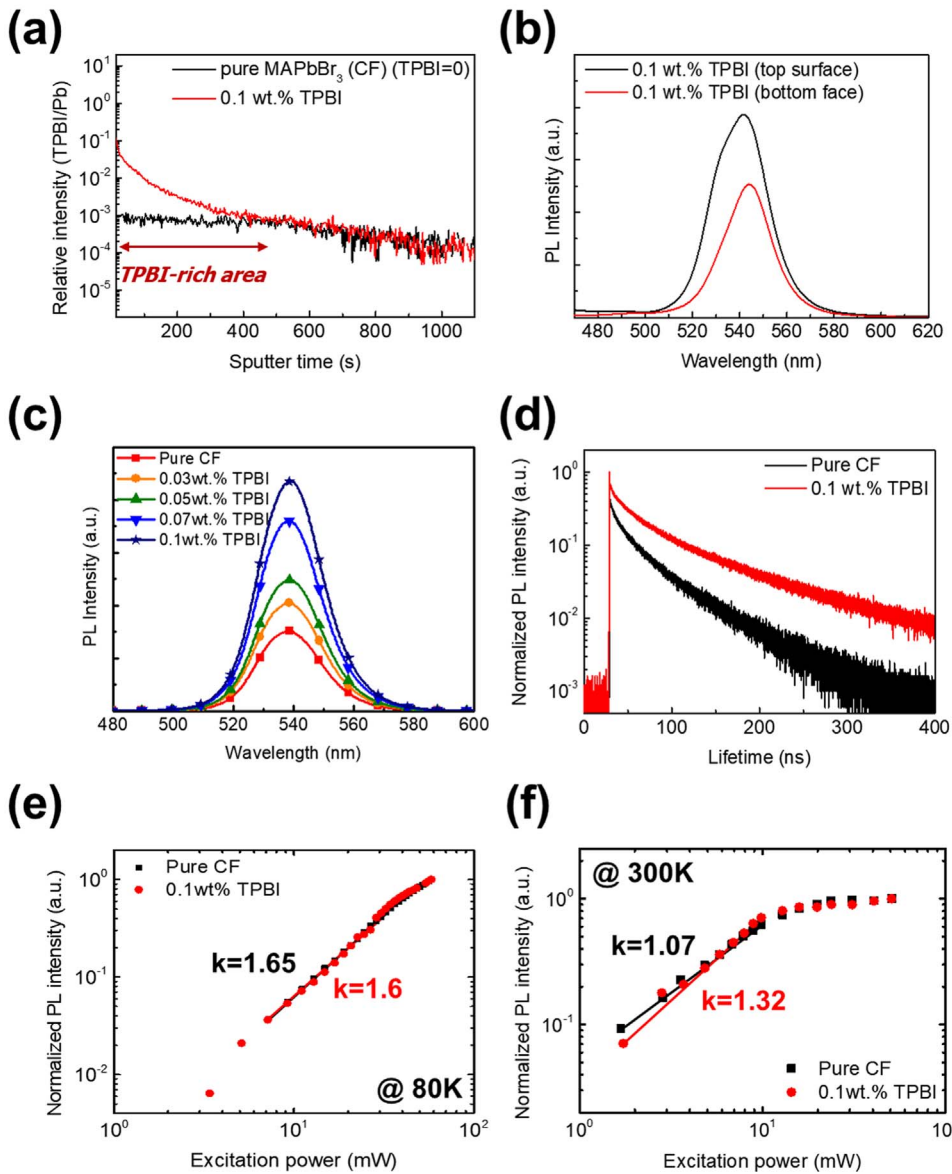 (a)
Relative intensity (TPBI/Pb)
10¹
10⁰
10⁻¹
10⁻²
10⁻³
10⁻⁴
10⁻⁵
pure MAPbBr₃ (CF) (TPBI=0)
0.1 wt.% TPBI
TPBI-rich area
200 400 600 800 1000
Sputter time (s)
(b)
PL Intensity (a.u.)
0.1 wt.% TPBI (top surface)
0.1 wt.% TPBI (bottom face)
480 500 520 540 560 580 600 620
Wavelength (nm)
(c)
PL Intensity (a.u.)
Pure CF
0.03wt.% TPBI
0.05wt.% TPBI
0.07wt.% TPBI
0.1wt.% TPBI
480 500 520 540 560 580 600
Wavelength (nm)
(d)
Normalized PL intensity (a.u.)
10⁰
10⁻¹
10⁻²
10⁻³
Pure CF
0.1 wt.% TPBI
0 100 200 300 400
Lifetime (ns)
(e)
Normalized PL intensity (a.u.)
10⁰
10⁻¹
10⁻²
Pure CF
0.1wt% TPBI
k=1.65
k=1.6
@ 80K
10⁰ 10¹ 10²
Excitation power (mW)
(f)
Normalized PL intensity (a.u.)
10⁰
10⁻¹
@ 300K
k=1.07
k=1.32
Pure CF
0.1wt.% TPBI
10⁰ 10¹
Excitation power (mW)